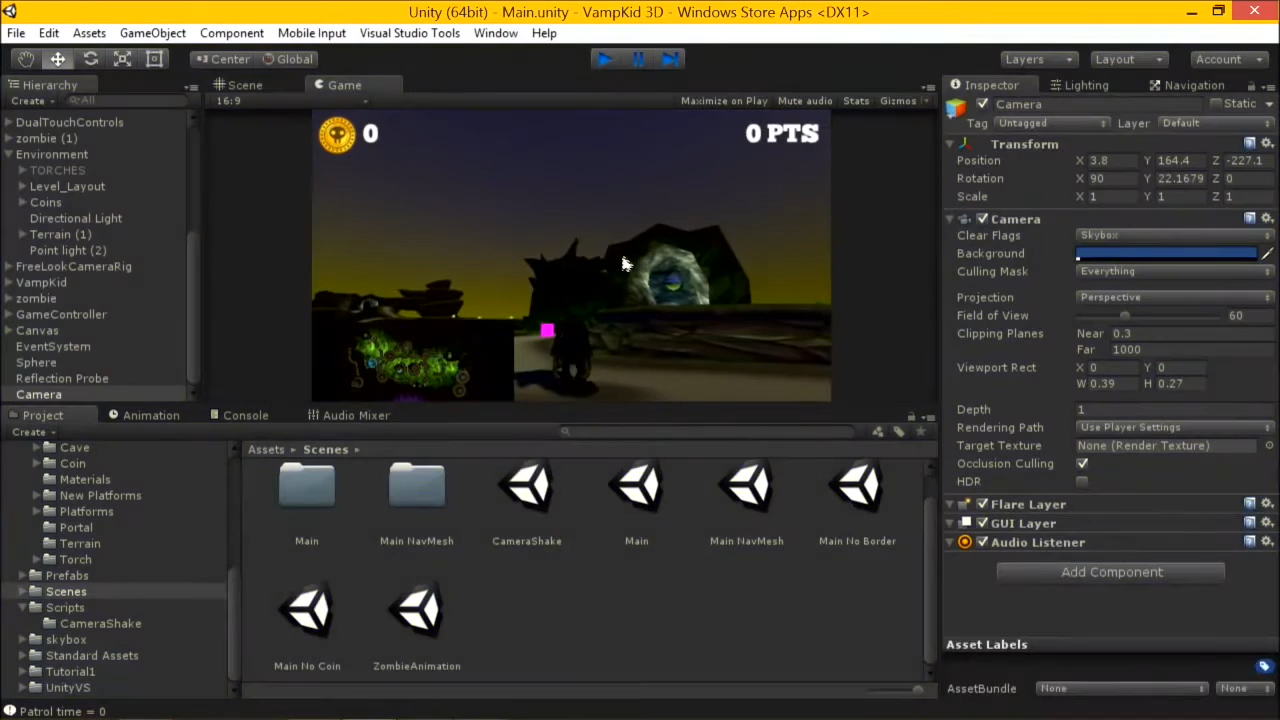 Unity (64bit) - Main.unity - VampKid 3D - Windows Store Apps <DX11>
File Edit Assets GameObject Component Mobile Input Visual Studio Tools Window Help
Center Global Layers Layout Account
Hierarchy Scene Game Inspector Lighting Navigation
Create All 16:9 Maximize on Play Mute audio Stats Gizmos Camera Static
Tag Untagged Layer Default
DualTouchControls
zombie (1)
Environment
TORCHES
Level_Layout
Coins
Directional Light
Terrain (1)
Point light (2)
FreeLookCameraRig
VampKid
zombie
GameController
Canvas
EventSystem
Sphere
Reflection Probe
Camera
0 0 PTS
Transform
Position X 3.8 Y 164.4 Z -227.1
Rotation X 90 Y 22.1679 Z 0
Scale X 1 Y 1 Z 1
Camera
Clear Flags Skybox
Background
Culling Mask Everything
Projection Perspective
Field of View 60
Clipping Planes Near 0.3
Far 1000
Viewport Rect X 0 Y 0
W 0.39 H 0.27
Depth 1
Rendering Path Use Player Settings
Target Texture None (Render Texture)
Occlusion Culling
HDR
Flare Layer
GUI Layer
Audio Listener
Add Component
Asset Labels
AssetBundle None None
Project Animation Console Audio Mixer
Create
Assets Scenes
Cave
Coin
Materials
New Platforms
Platforms
Portal
Terrain
Torch
Prefabs
Scenes
Scripts
CameraShake
skybox
Standard Assets
Tutorial1
UnityVS
Main Main NavMesh CameraShake Main Main NavMesh Main No Border
Main No Coin ZombieAnimation
Patrol time = 0